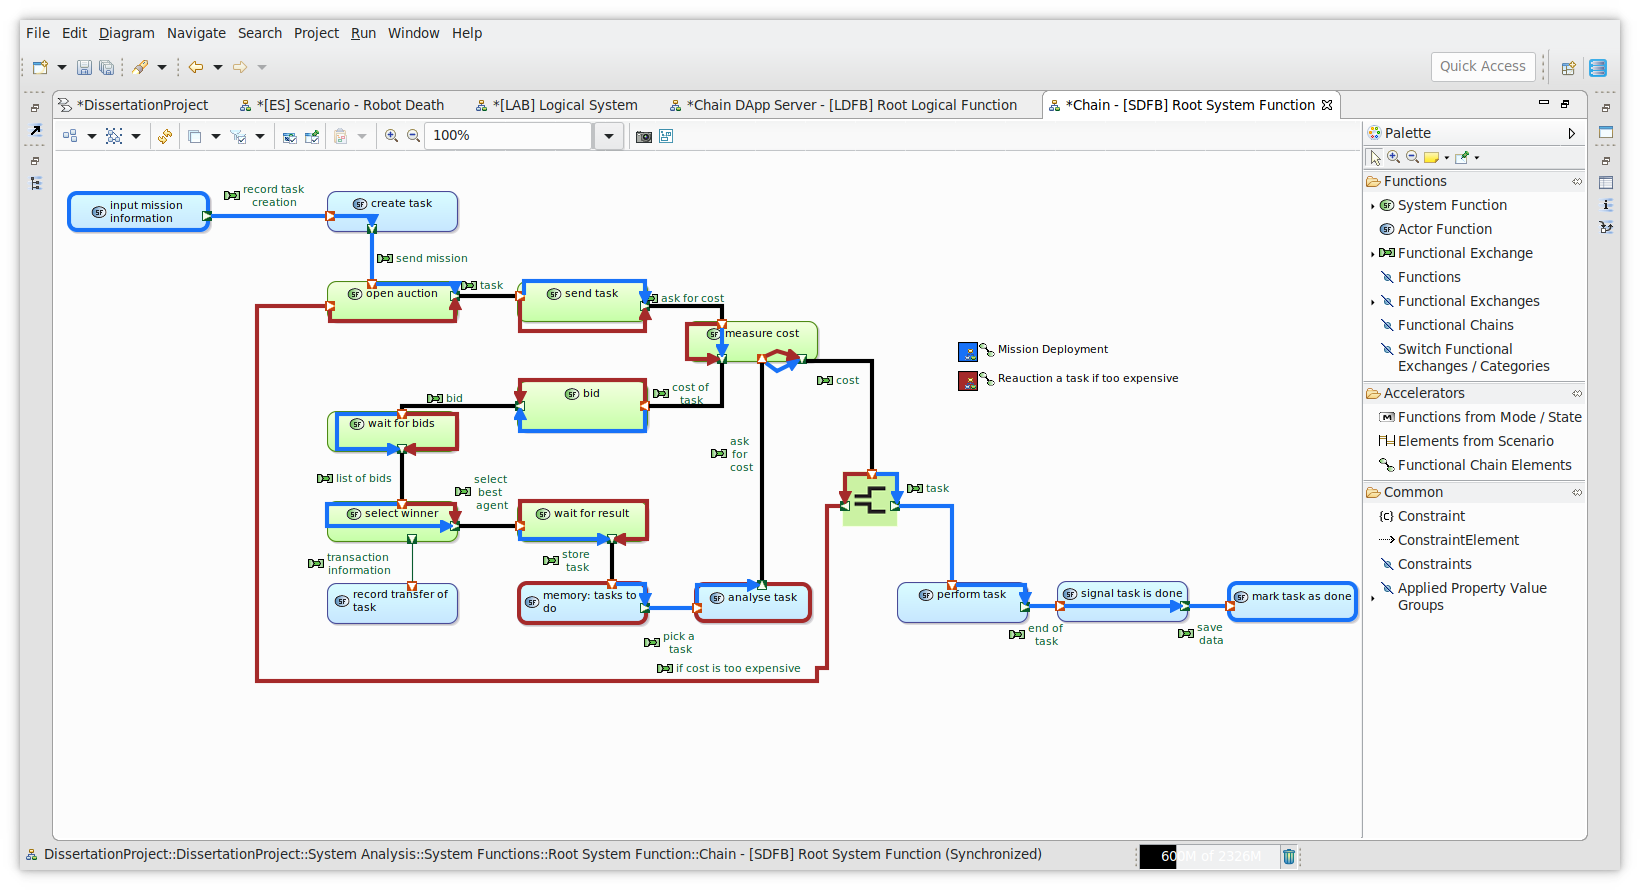 File Edit Diagram Navigate Search Project Run Window Help
Quick Access
*DissertationProject *[ES] Scenario - Robot Death *[LAB] Logical System *Chain DApp Server - [LDFB] Root Logical Function *Chain - [SDFB] Root System Function
100%
Palette
Functions
System Function
Actor Function
Functional Exchange
Functions
Functional Exchanges
Functional Chains
Switch Functional
Exchanges / Categories
Accelerators
Functions from Mode / State
Elements from Scenario
Functional Chain Elements
Common
Constraint
ConstraintElement
Constraints
Applied Property Value
Groups
input mission
information
record task
creation
create task
send mission
open auction
task
send task
ask for cost
measure cost
cost
Mission Deployment
Reauction a task if too expensive
bid
bid
cost of
task
wait for bids
ask
for
cost
list of bids
select
best
agent
task
select winner
wait for result
transaction
information
store
task
record transfer of
task
memory: tasks to
do
analyse task
perform task
signal task is done
mark task as done
pick a
task
end of
task
save
data
if cost is too expensive
DissertationProject::DissertationProject::System Analysis::System Functions::Root System Function::Chain - [SDFB] Root System Function (Synchronized)
600M of 2326M